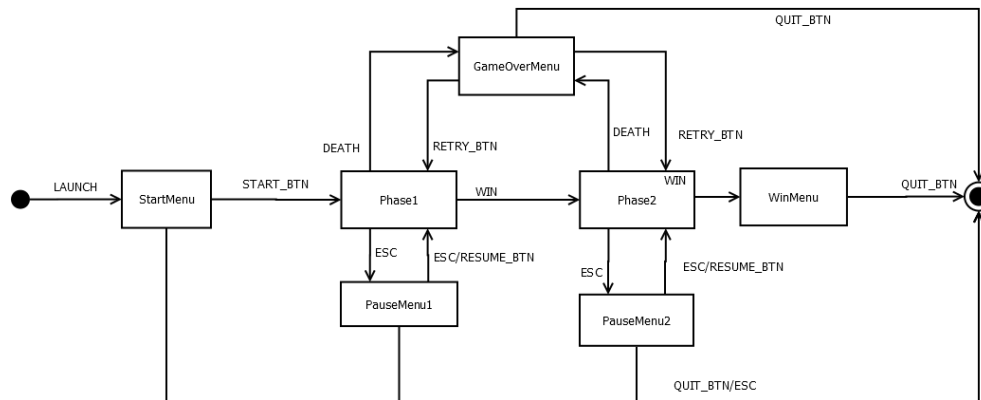 QUIT_BTN
GameOverMenu
DEATH
RETRY_BTN
DEATH
RETRY_BTN
LAUNCH
StartMenu
START_BTN
Phase1
WIN
Phase2
WIN
WinMenu
QUIT_BTN
ESC
ESC/RESUME_BTN
ESC
ESC/RESUME_BTN
PauseMenu1
PauseMenu2
QUIT_BTN/ESC